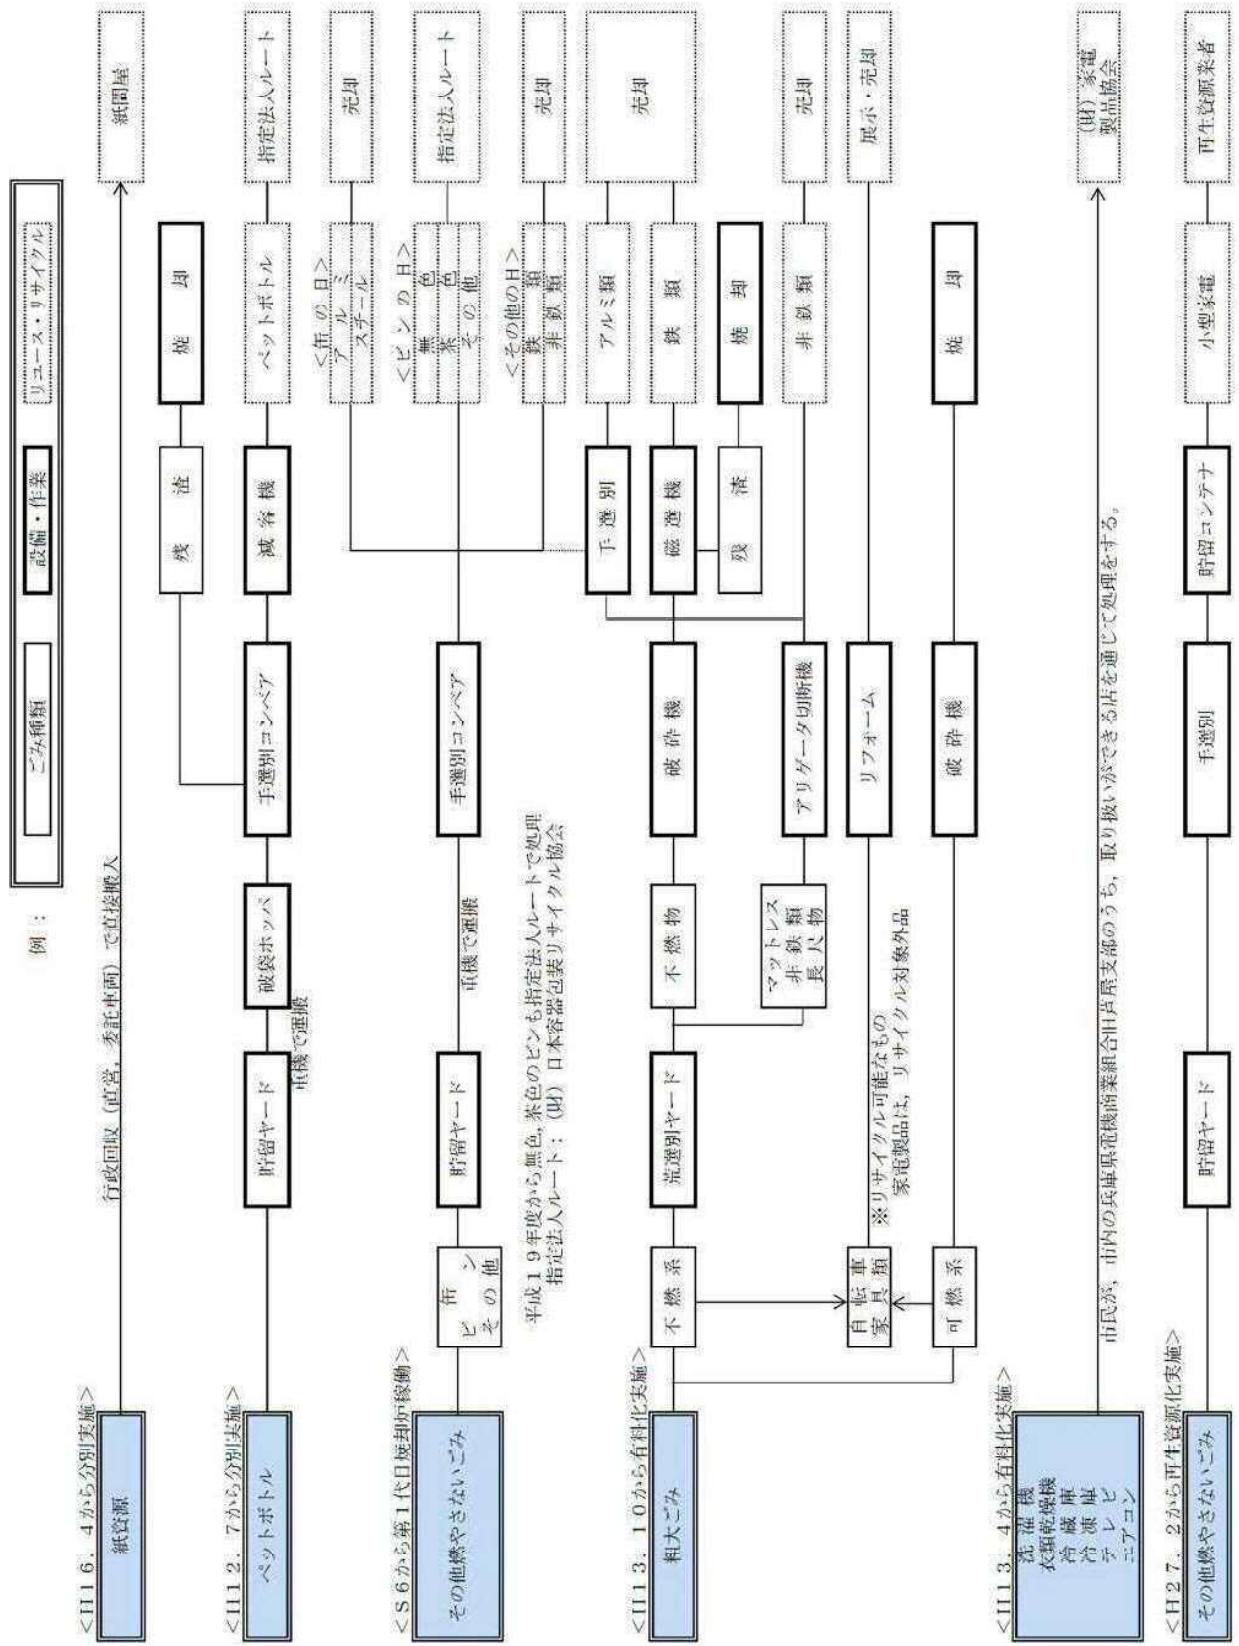 例：
ごみ種類
設備・作業
リユース・リサイクル
＜H16．4から分別実施＞
紙資源
行政回収（直営，委託車両）で直接搬入
紙問屋
＜H12．7から分別実施＞
ペットボトル
貯留ヤード
重機で運搬
破袋ホッパ
手選別コンベア
残渣
焼却
減容機
ペットボトル
指定法人ルート
＜S6から第1代目焼却炉稼働＞
その他燃やさないごみ
缶
ビン
その他
貯留ヤード
重機で運搬
手選別コンベア
＜缶の日＞
アルミ
スチール
売却
＜ビンの日＞
無色
茶色
その他
指定法人ルート
＜その他の日＞
鉄類
非鉄類
売却
平成19年度から無色，茶色のビンも指定法人ルートで処理
指定法人ルート：（財）日本容器包装リサイクル協会
＜H13．10から有料化実施＞
粗大ごみ
不燃系
荒選別ヤード
不燃物
破砕機
手選別
アルミ類
磁選機
鉄類
売却
残渣
焼却
マットレス
非鉄類
長尺物
アリゲータ切断機
非鉄類
売却
自転車
家具類
※リサイクル可能なもの
家電製品は，リサイクル対象外品
リフォーム
展示・売却
可燃系
破砕機
焼却
＜H13．4から有料化実施＞
洗濯機
衣類乾燥機
冷蔵庫
冷凍庫
テレビ
エアコン
市民が，市内の兵庫県電機商業組合旧芦屋支部のうち，取り扱いができる店を通じて処理をする。
（財）家電
製品協会
＜H27．2から再生資源化実施＞
その他燃やさないごみ
貯留ヤード
手選別
貯留コンテナ
小型家電
再生資源業者